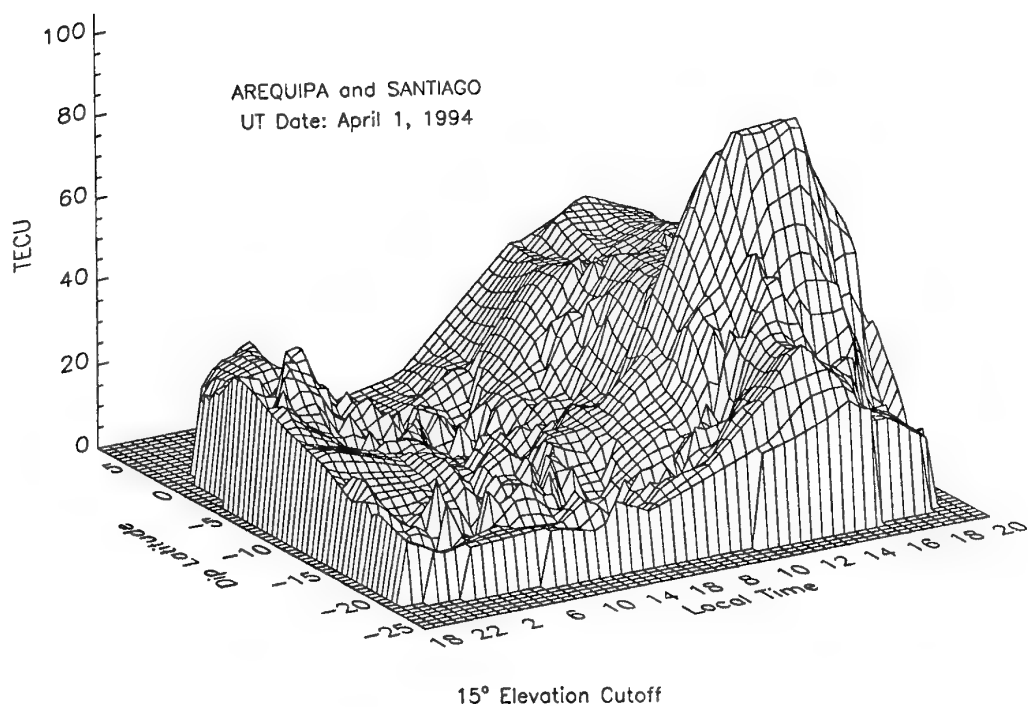 100
80
60
40
20
0
TECU
AREQUIPA and SANTIAGO
UT Date: April 1, 1994
5
0
-5
-10
-15
-20
-25
Dip Latitude
18 22 2 6 10 14 18 8 10 12 14 16 18 20
Local Time
15° Elevation Cutoff